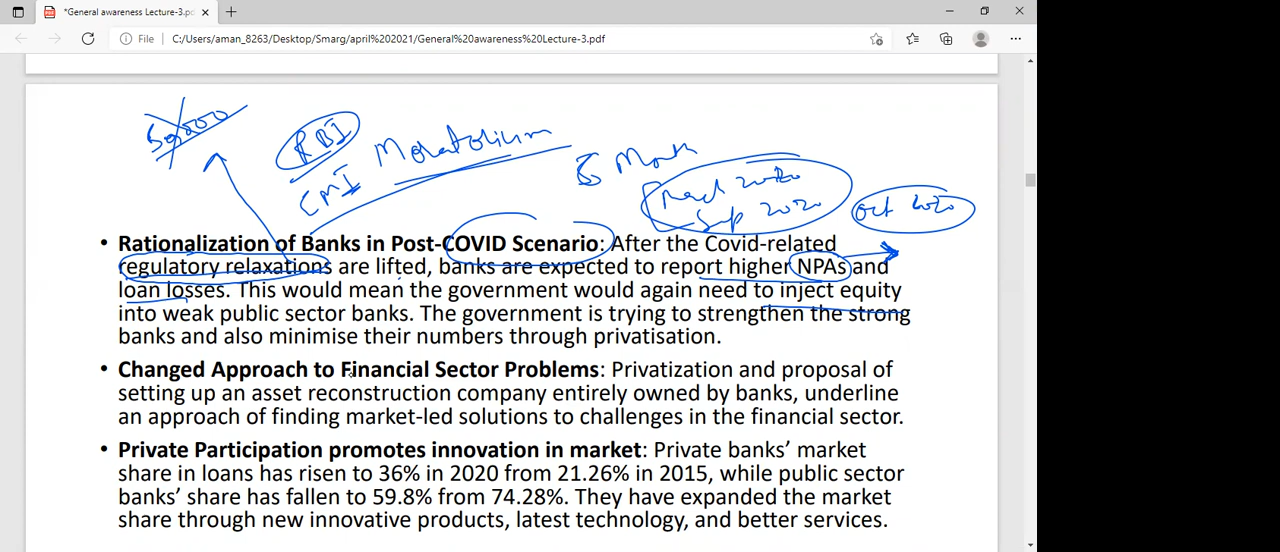 *General awareness Lecture-3.pd
File
C:/Users/aman_8263/Desktop/Smarg/april%202021/General%20awareness%20Lecture-3.pdf
50,000
RBI
EMI Moratolium
6 Month
March 2020
Sup 2020
Oct 2020
• Rationalization of Banks in Post-COVID Scenario: After the Covid-related
regulatory relaxations are lifted, banks are expected to report higher NPAs and
loan losses. This would mean the government would again need to inject equity
into weak public sector banks. The government is trying to strengthen the strong
banks and also minimise their numbers through privatisation.
• Changed Approach to Financial Sector Problems: Privatization and proposal of
setting up an asset reconstruction company entirely owned by banks, underline
an approach of finding market-led solutions to challenges in the financial sector.
• Private Participation promotes innovation in market: Private banks’ market
share in loans has risen to 36% in 2020 from 21.26% in 2015, while public sector
banks’ share has fallen to 59.8% from 74.28%. They have expanded the market
share through new innovative products, latest technology, and better services.